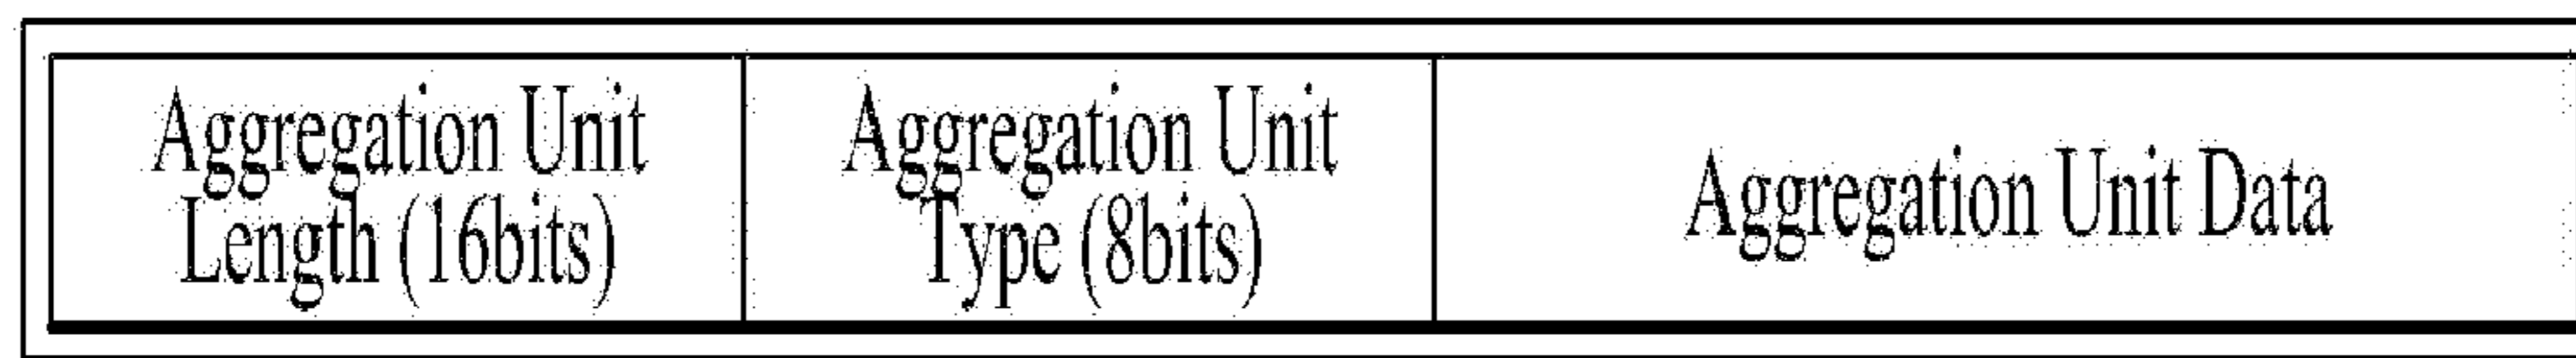 Aggregation Unit
Length (16bits)
Aggregation Unit
Type (8bits)
Aggregation Unit Data